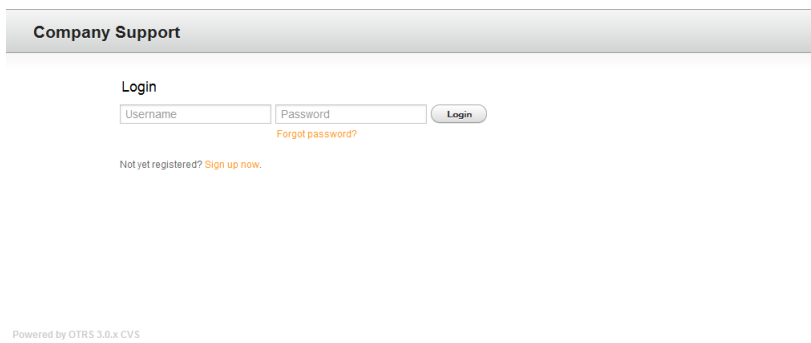 Company Support
Login
Username Password Login
Forgot password?
Not yet registered? Sign up now.
Powered by OTRS 3.0.x CVS